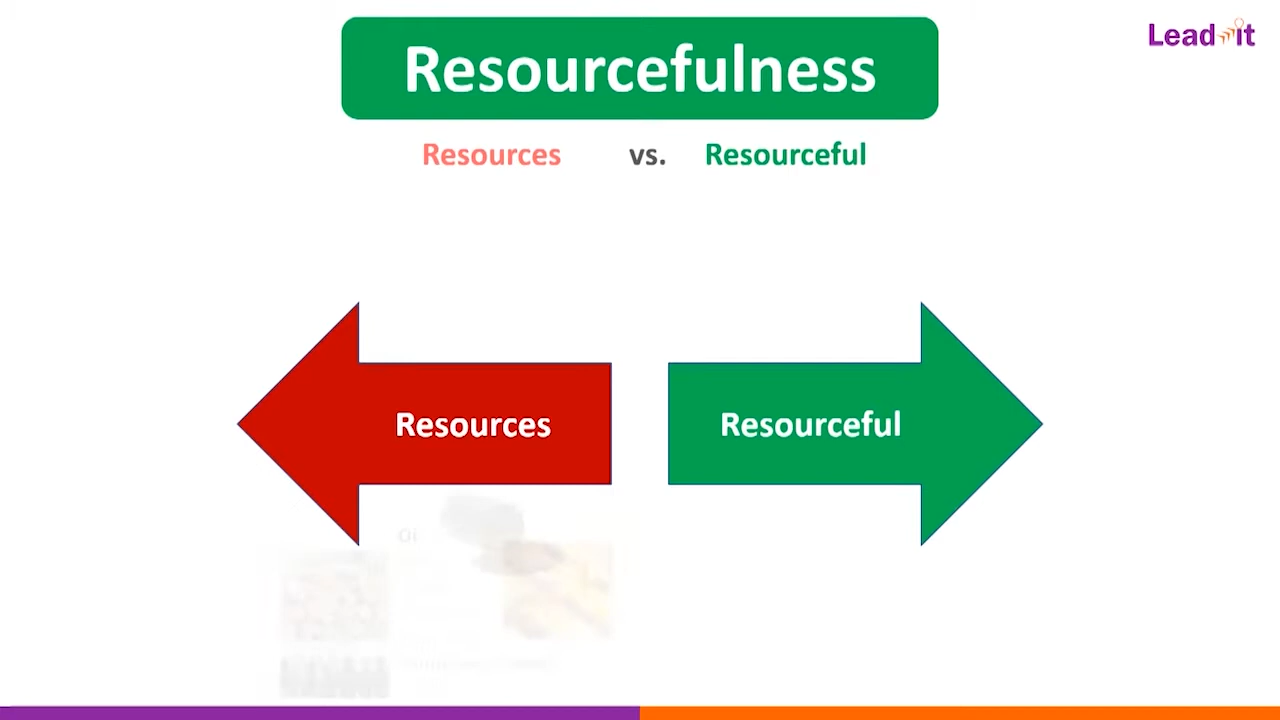 Lead it
Resourcefulness
Resources vs. Resourceful
Resources
Resourceful